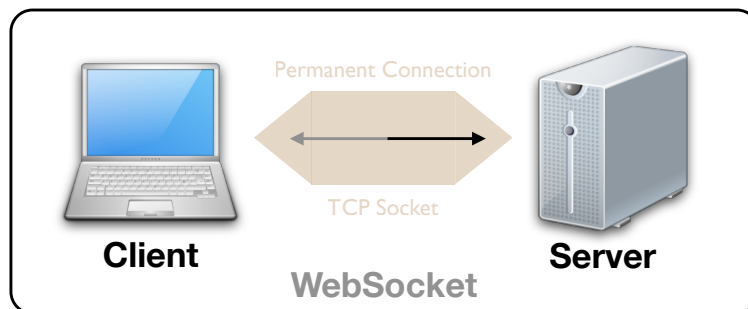 Permanent Connection
TCP Socket
Client
Server
WebSocket